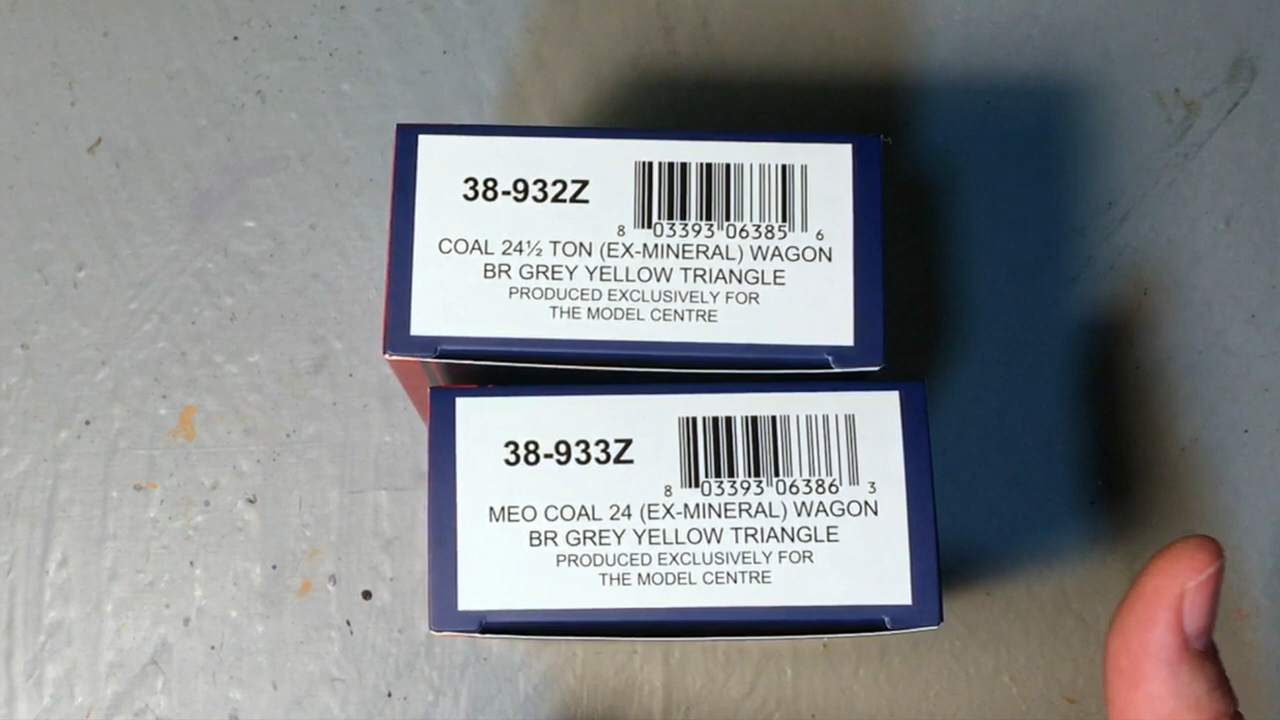 38-932Z
8 03393 06385 6
COAL 24½ TON (EX-MINERAL) WAGON
BR GREY YELLOW TRIANGLE
PRODUCED EXCLUSIVELY FOR
THE MODEL CENTRE
38-933Z
8 03393 06386 3
MEO COAL 24 (EX-MINERAL) WAGON
BR GREY YELLOW TRIANGLE
PRODUCED EXCLUSIVELY FOR
THE MODEL CENTRE